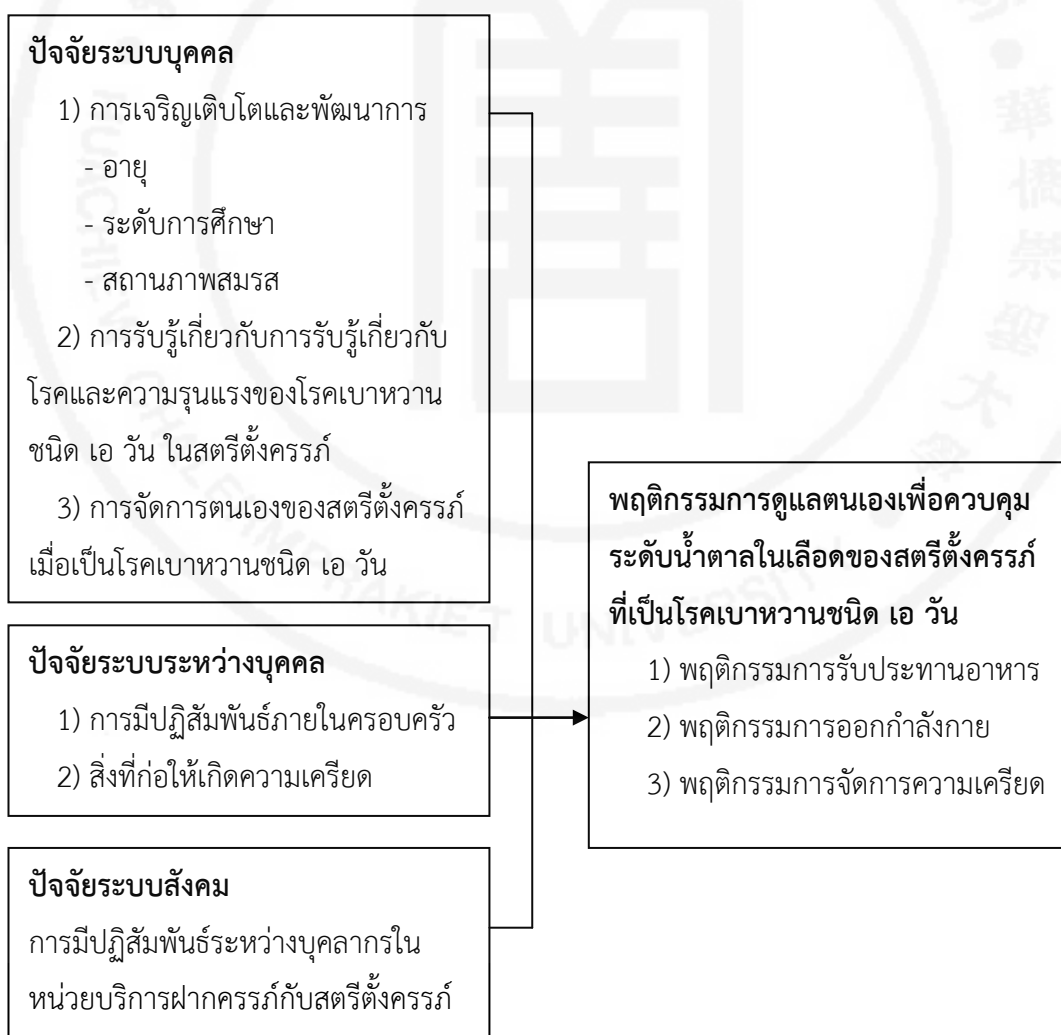 ปัจจัยระบบบุคคล
1) การเจริญเติบโตและพัฒนาการ
- อายุ
- ระดับการศึกษา
- สถานภาพสมรส
2) การรับรู้เกี่ยวกับการรับรู้เกี่ยวกับ
โรคและความรุนแรงของโรคเบาหวาน
ชนิด เอ วัน ในสตรีตั้งครรภ์
3) การจัดการตนเองของสตรีตั้งครรภ์
เมื่อเป็นโรคเบาหวานชนิด เอ วัน
ปัจจัยระบบระหว่างบุคคล
1) การมีปฏิสัมพันธ์ภายในครอบครัว
2) สิ่งที่ก่อให้เกิดความเครียด
ปัจจัยระบบสังคม
การมีปฏิสัมพันธ์ระหว่างบุคลากรใน
หน่วยบริการฝากครรภ์กับสตรีตั้งครรภ์
พฤติกรรมการดูแลตนเองเพื่อควบคุม
ระดับน้ำตาลในเลือดของสตรีตั้งครรภ์
ที่เป็นโรคเบาหวานชนิด เอ วัน
1) พฤติกรรมการรับประทานอาหาร
2) พฤติกรรมการออกกำลังกาย
3) พฤติกรรมการจัดการความเครียด
華僑崇聖大學